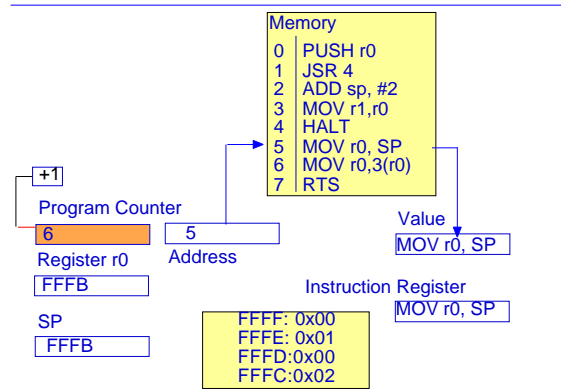 Memory
0 PUSH r0
1 JSR 4
2 ADD sp, #2
3 MOV r1,r0
4 HALT
5 MOV r0, SP
6 MOV r0,3(r0)
7 RTS
+1
Program Counter
6
5
Address
Value
MOV r0, SP
Register r0
FFFB
Instruction Register
MOV r0, SP
SP
FFFB
FFFF: 0x00
FFFE: 0x01
FFFD:0x00
FFFC:0x02